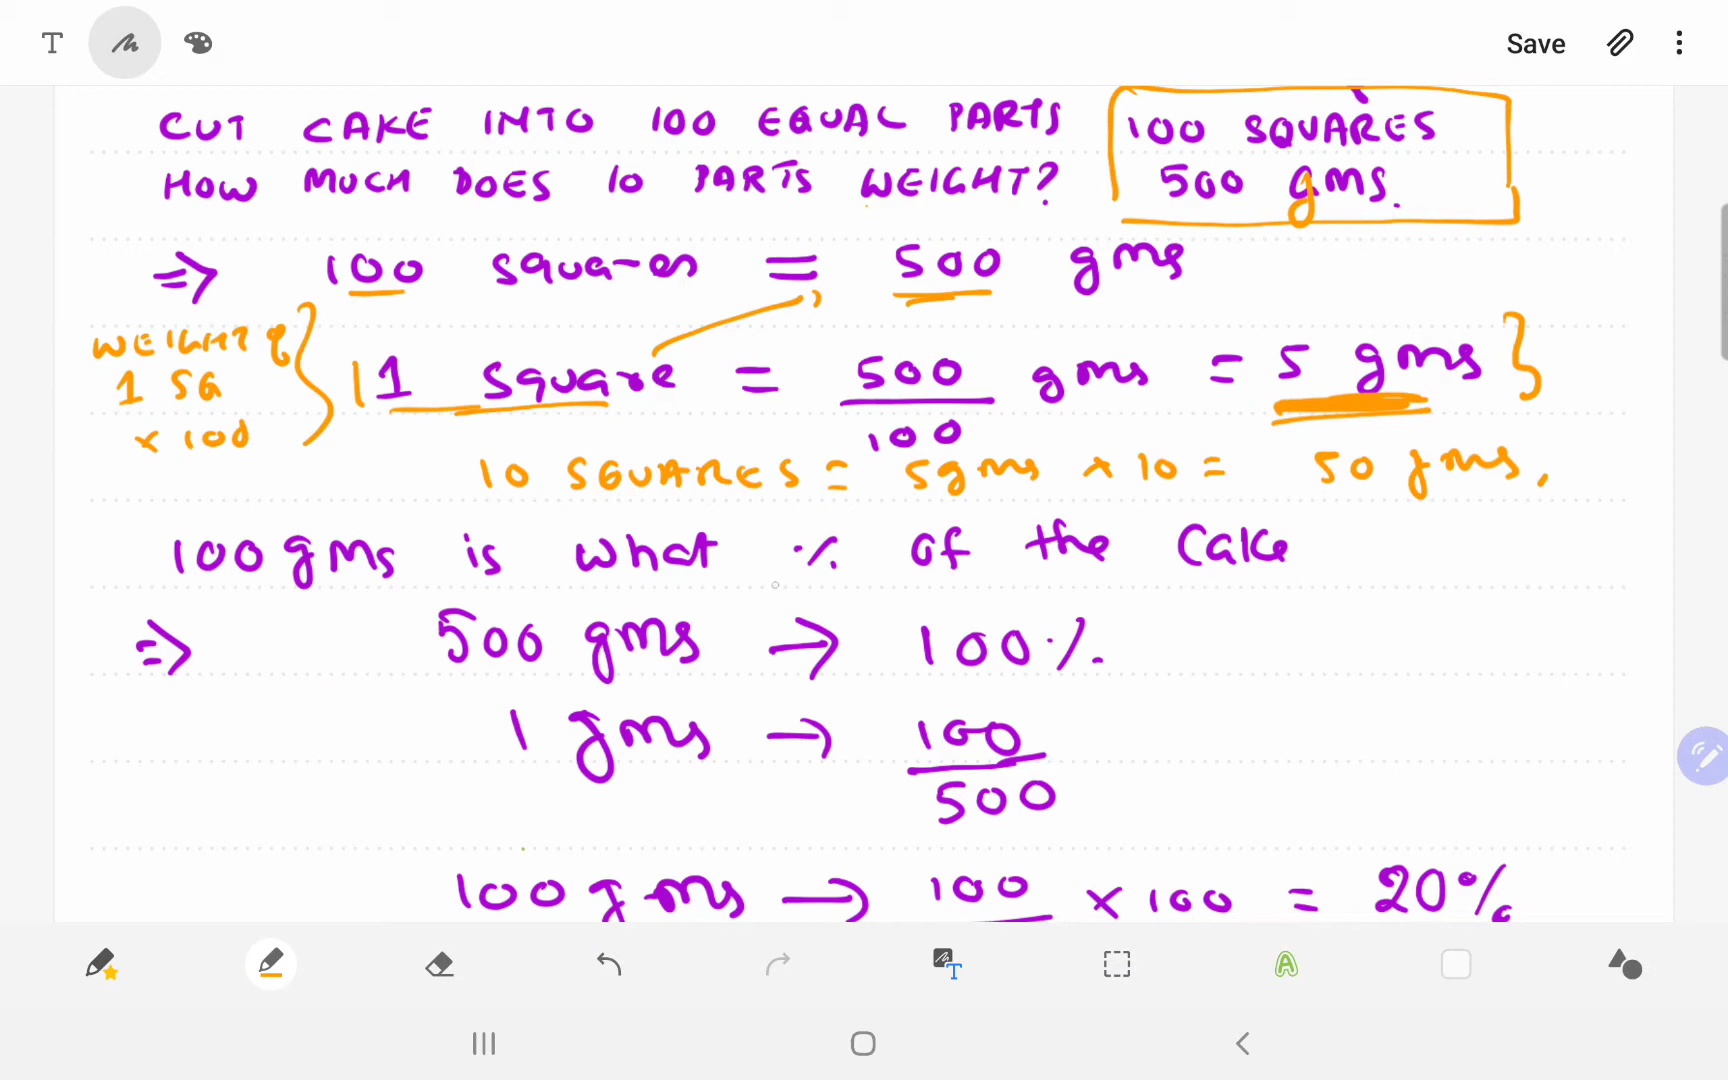 T Save
CUT CAKE INTO 100 EQUAL PARTS
100 SQUARES
HOW MUCH DOES 10 PARTS WEIGHT?
500 gms.
=> 100 squares = 500 gms
WEIGHT of
1 SQ
x 100
1 square = 500/100 gms = 5 gms
10 SQUARES = 5gms x 10 = 50 gms.
100 gms is what % of the Cake
=> 500 gms → 100%.
1 gms → 100/500
100 gms → 100 x 100 = 20%